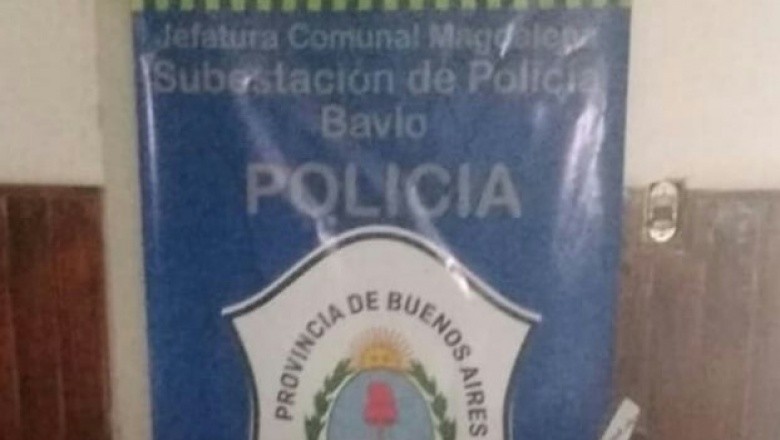 Jefatura Comunal Magdalena
Subestación de Policía
Bavio
POLICIA
PROVINCIA DE BUENOS AIRES